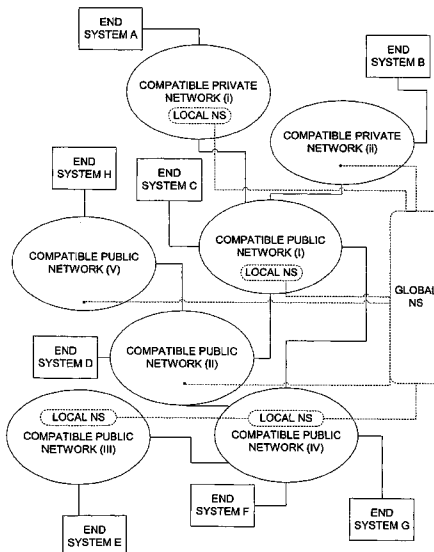 END
SYSTEM A
COMPATIBLE PRIVATE
NETWORK (i)
LOCAL NS
END
SYSTEM B
COMPATIBLE PRIVATE
NETWORK (ii)
END
SYSTEM H
END
SYSTEM C
COMPATIBLE PUBLIC
NETWORK (V)
COMPATIBLE PUBLIC
NETWORK (I)
LOCAL NS
GLOBAL
NS
END
SYSTEM D
COMPATIBLE PUBLIC
NETWORK (II)
LOCAL NS
COMPATIBLE PUBLIC
NETWORK (III)
LOCAL NS
COMPATIBLE PUBLIC
NETWORK (IV)
END
SYSTEM E
END
SYSTEM F
END
SYSTEM G